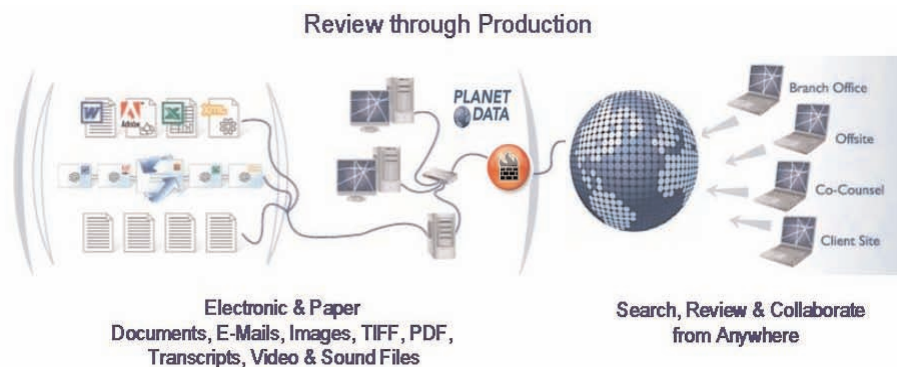 Review through Production
W
Adobe
PLANET
DATA
Branch Office
Offsite
Co-Counsel
Client Site
Electronic & Paper
Documents, E-Mails, Images, TIFF, PDF,
Transcripts, Video & Sound Files
Search, Review & Collaborate
from Anywhere